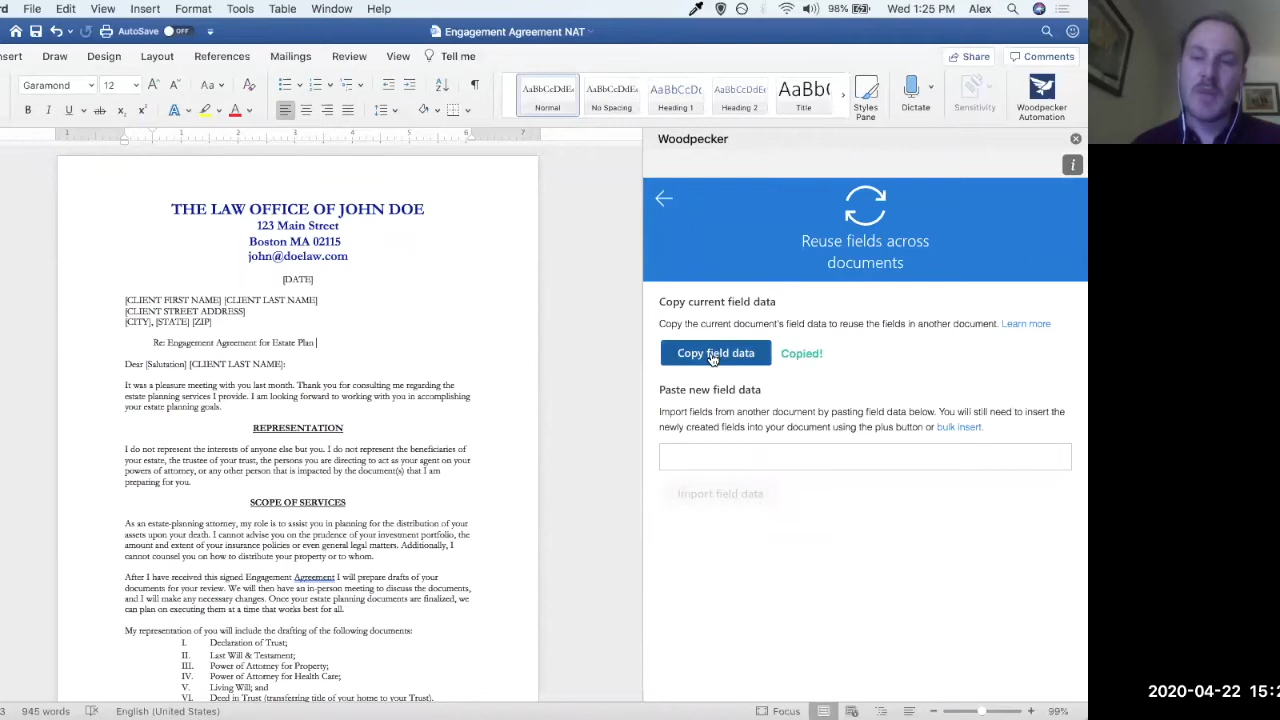 File Edit View Insert Format Tools Table Window Help 98% Wed 1:25 PM Alex
AutoSave OFF Engagement Agreement NAT
Draw Design Layout References Mailings Review View Tell me Share Comments
Garamond 12 Aa AaBbCcDdEe AaBbCcDdEe AaBbCcDc AaBbCcDdEe AaBb(
Normal No Spacing Heading 1 Heading 2 Title Styles Pane Dictate Sensitivity Woodpecker Automation
1 1 2 3 4 5 6 7
THE LAW OFFICE OF JOHN DOE
123 Main Street
Boston MA 02115
john@doelaw.com
[DATE]
[CLIENT FIRST NAME] [CLIENT LAST NAME]
[CLIENT STREET ADDRESS]
[CITY], [STATE] [ZIP]
Re: Engagement Agreement for Estate Plan
Dear [Salutation] [CLIENT LAST NAME]:
It was a pleasure meeting with you last month. Thank you for consulting me regarding the
estate planning services I provide. I am looking forward to working with you in accomplishing
your estate planning goals.
REPRESENTATION
I do not represent the interests of anyone else but you. I do not represent the beneficiaries of
your estate, the trustee of your trust, the persons you are directing to act as your agent on your
powers of attorney, or any other person that is impacted by the document(s) that I am
preparing for you.
SCOPE OF SERVICES
As an estate-planning attorney, my role is to assist you in planning for the distribution of your
assets upon your death. I cannot advise you on the prudence of your investment portfolio, the
amount and extent of your insurance policies or even general legal matters. Additionally, I
cannot counsel you on how to distribute your property or to whom.
After I have received this signed Engagement Agreement I will prepare drafts of your
documents for your review. We will then have an in-person meeting to discuss the documents,
and I will make any necessary changes. Once your estate planning documents are finalized, we
can plan on executing them at a time that works best for all.
My representation of you will include the drafting of the following documents:
I. Declaration of Trust;
II. Last Will & Testament;
III. Power of Attorney for Property;
IV. Power of Attorney for Health Care;
V. Living Will; and
VI. Deed in Trust (transferring title of your home to your Trust).
Woodpecker
Reuse fields across
documents
Copy current field data
Copy the current document's field data to reuse the fields in another document. Learn more
Copy field data Copied!
Paste new field data
Import fields from another document by pasting field data below. You will still need to insert the
newly created fields into your document using the plus button or bulk insert.
Import field data
945 words English (United States) Focus 99%
2020-04-22 15:2